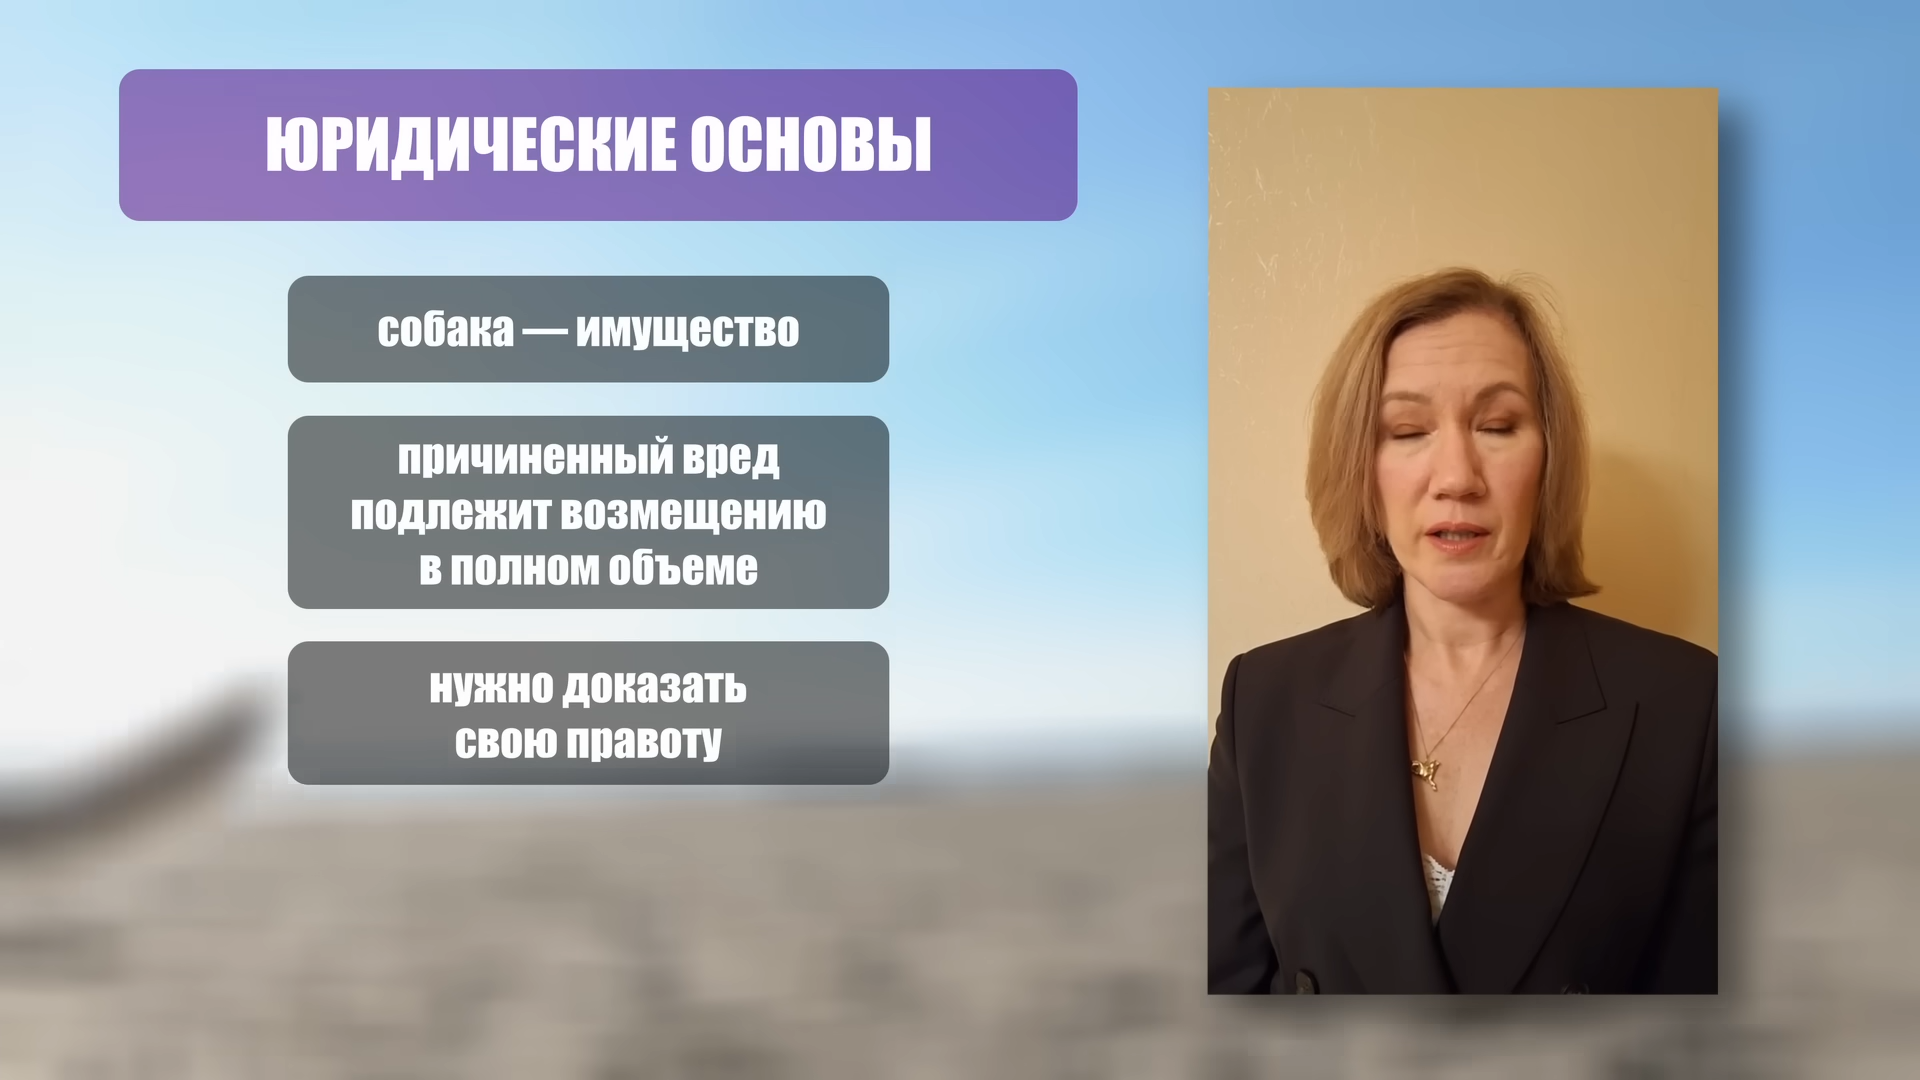 ЮРИДИЧЕСКИЕ ОСНОВЫ
собака — имущество
причиненный вред
подлежит возмещению
в полном объеме
нужно доказать
свою правоту